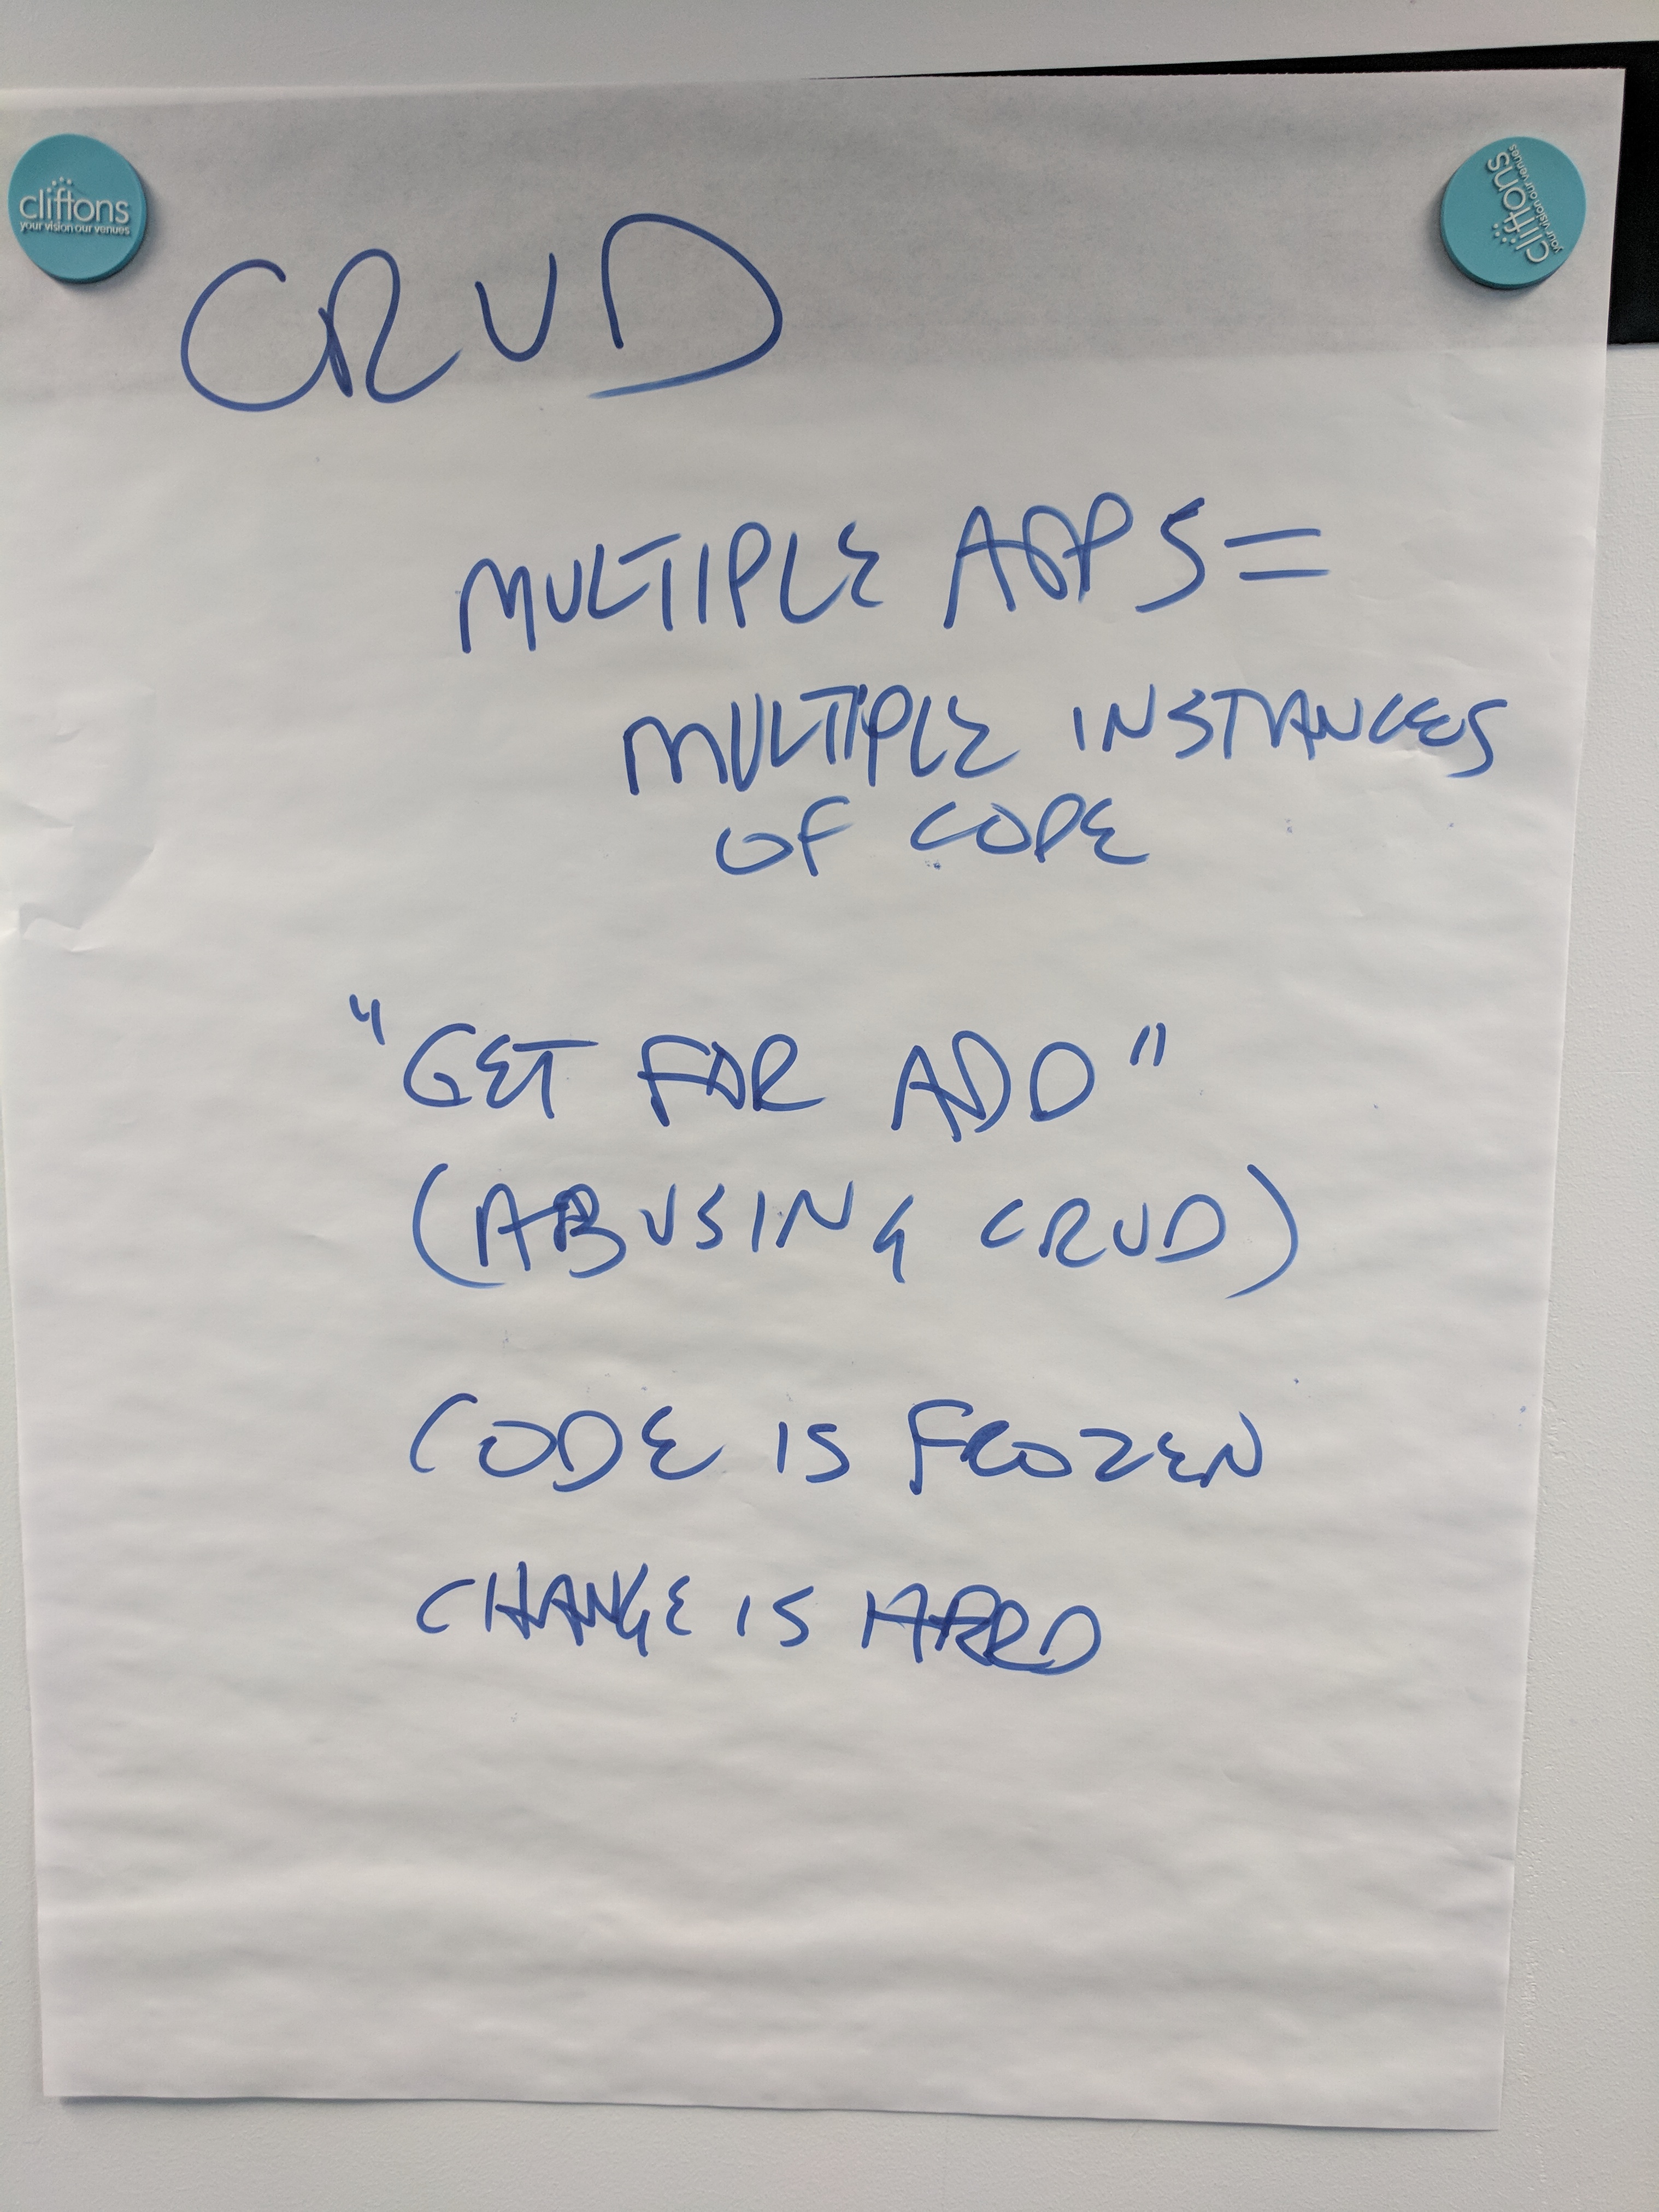 cliftons
your vision our venues
cliftons
your vision our venues
CRUD
MULTIPLE APPS =
MULTIPLE INSTANCES
OF CODE
"GET FOR ADD"
(ABUSING CRUD)
CODE IS FROZEN
CHANGE IS HARD